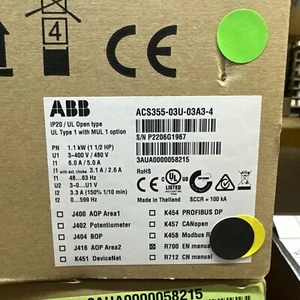 4
ABB
IP20 / UL Open type
UL Type 1 with MUL 1 option
ACS355-03U-03A3-4
S/N P2206G1967
3AUA0000058215
PN 1.1 kW (1 1/2 HP)
U1 3~400 V / 480 V
I1 6.0 A / 5.0 A
I1 with ext. choke 3.1 A / 2.6 A
f1 48...63 Hz
U2 3~0...U1 V
I2 3.3 A (150% 1/10 min)
f2 0...599 Hz
Made in Thailand SCCR = 100 kA
J400 AOP Area1
J402 Potentiometer
J404 BOP
J416 AOP Area2
K451 DeviceNet
K454 PROFIBUS DP
K457 CANopen
K458 Modbus
R700 EN manual
R712 CN manual
3AUA0000058215